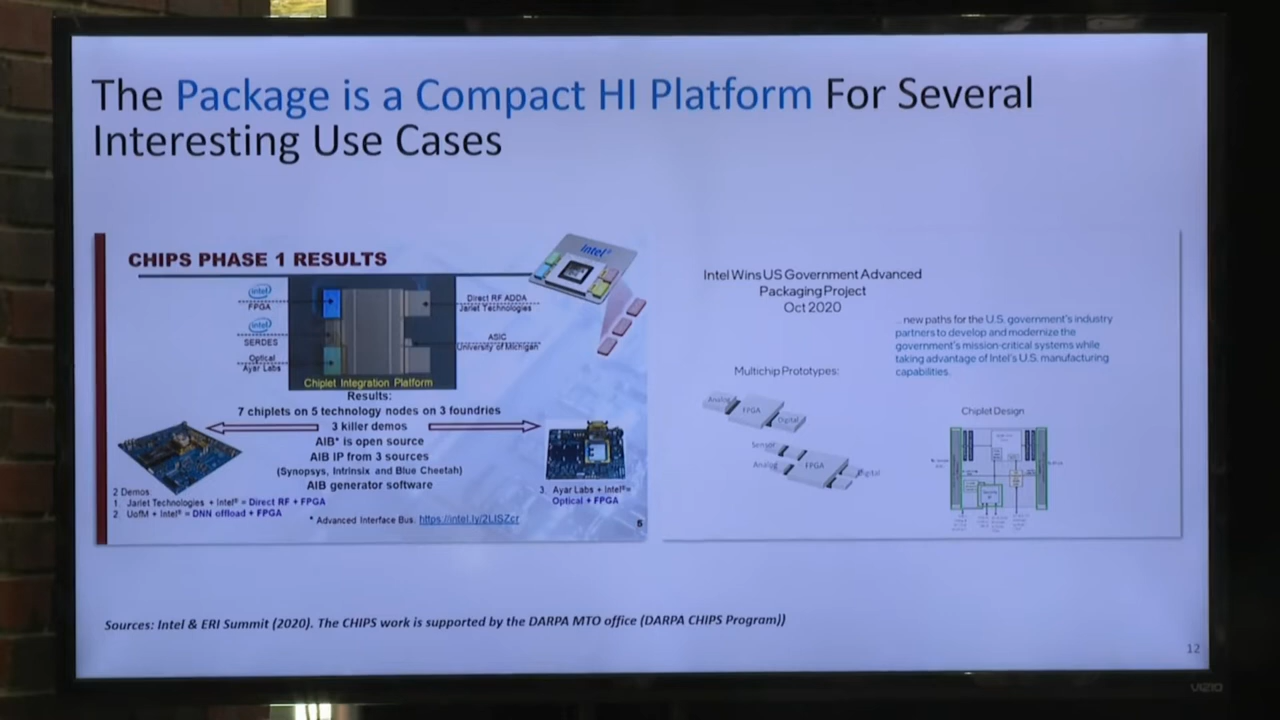 The Package is a Compact HI Platform For Several
Interesting Use Cases
CHIPS PHASE 1 RESULTS
intel
FPGA
intel
SERDES
Optical
Ayar Labs
Direct RF ADDA
Jariet Technologies
ASIC
University of Michigan
Chiplet Integration Platform
intel
Results:
7 chiplets on 5 technology nodes on 3 foundries
3 killer demos
AIB* is open source
AIB IP from 3 sources
(Synopsys, Intrinsix and Blue Cheetah)
AIB generator software
2 Demos
1. Jariet Technologies + Intel® = Direct RF + FPGA
2. UofM + Intel® = DNN offload + FPGA
3. Ayar Labs + Intel®=
Optical + FPGA
* Advanced Interface Bus. https://intel.ly/2LISZcr
5
Intel Wins US Government Advanced
Packaging Project
Oct 2020
new paths for the U.S. government's industry
partners to develop and modernize the
government's mission-critical systems while
taking advantage of Intel's U.S. manufacturing
capabilities.
Multichip Prototypes:
Analog
FPGA
Digital
Sensor
Analog
FPGA
Digital
Chiplet Design
Sources: Intel & ERI Summit (2020). The CHIPS work is supported by the DARPA MTO office (DARPA CHIPS Program))
12
VIZIO